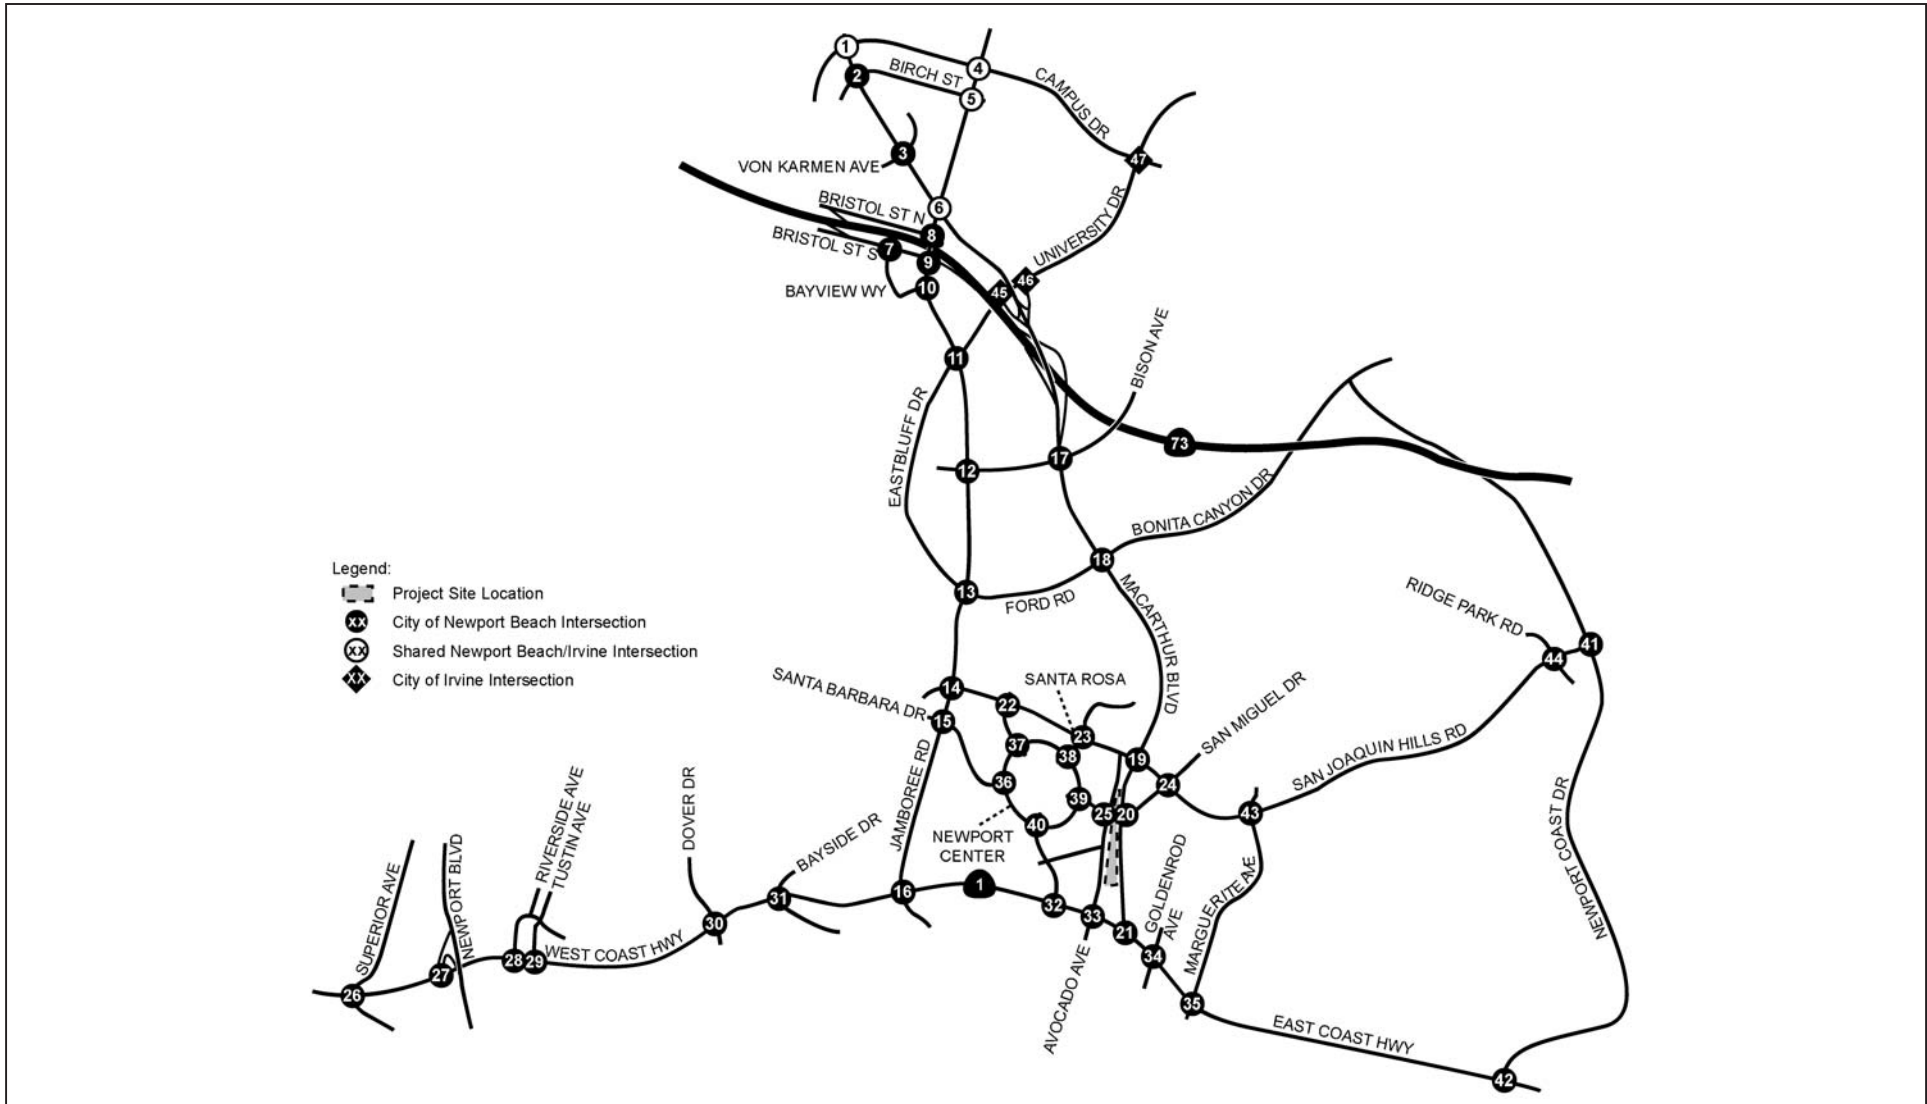 1
4
2
BIRCH ST
5
CAMPUS DR
47
3
VON KARMEN AVE
6
BRISTOL ST N
8
BRISTOL ST S
7
9
UNIVERSITY DR
46
45
BAYVIEW WY
10
11
BISON AVE
EASTBLUFF DR
73
17
12
BONITA CANYON DR
18
13
FORD RD
MACARTHUR BLVD
Legend:
Project Site Location
XX City of Newport Beach Intersection
XX Shared Newport Beach/Irvine Intersection
XX City of Irvine Intersection
RIDGE PARK RD
41
44
SANTA BARBARA DR
14
SANTA ROSA
22
15
23
SAN MIGUEL DR
37
38
19
SAN JOAQUIN HILLS RD
36
24
39
25
20
43
40
JAMBOREE RD
NEWPORT
CENTER
NEWPORT COAST DR
RIVERSIDE AVE
TUSTIN AVE
DOVER DR
BAYSIDE DR
SUPERIOR AVE
NEWPORT BLVD
NEWPORT BLVD
GOLDENROD
AVE
MARGUERITE AVE
31
16
1
32
33
21
30
34
WEST COAST HWY
28
29
27
26
AVOCADO AVE
35
EAST COAST HWY
42